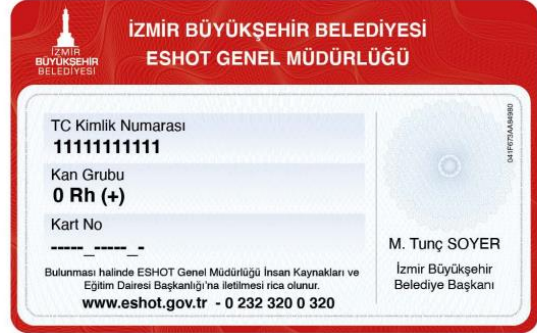 İZMİR
BÜYÜKŞEHİR
BELEDİYESİ
İZMİR BÜYÜKŞEHİR BELEDİYESİ
ESHOT GENEL MÜDÜRLÜĞÜ
TC Kimlik Numarası
11111111111
Kan Grubu
0 Rh (+)
Kart No
-----_-----_-
Bulunması halinde ESHOT Genel Müdürlüğü İnsan Kaynakları ve
Eğitim Dairesi Başkanlığı'na iletilmesi rica olunur.
www.eshot.gov.tr - 0 232 320 0 320
041F673AA84980
M. Tunç SOYER
İzmir Büyükşehir
Belediye Başkanı